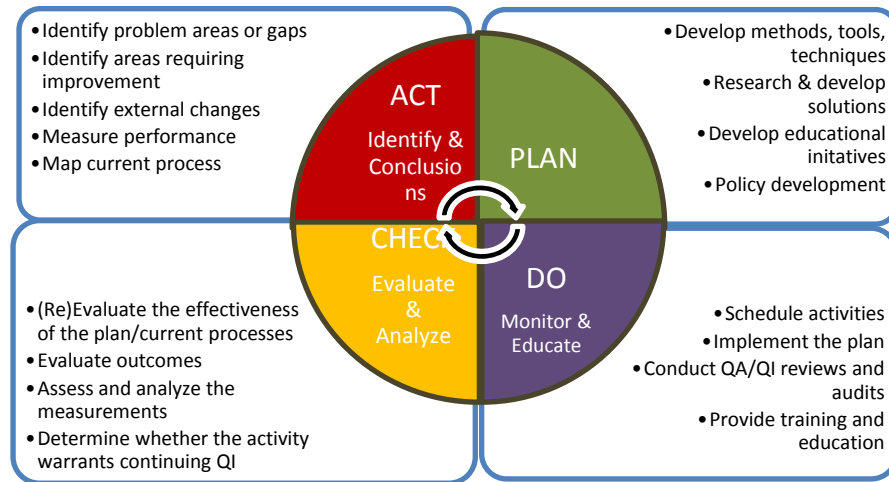 •Identify problem areas or gaps
•Identify areas requiring
improvement
•Identify external changes
•Measure performance
•Map current process
ACT
Identify &
Conclusio
ns
PLAN
•Develop methods, tools,
techniques
•Research & develop
solutions
•Develop educational
initatives
•Policy development
•(Re)Evaluate the effectiveness
of the plan/current processes
•Evaluate outcomes
•Assess and analyze the
measurements
•Determine whether the activity
warrants continuing QI
CHECK
Evaluate
&
Analyze
DO
Monitor &
Educate
•Schedule activities
•Implement the plan
•Conduct QA/QI reviews and
audits
•Provide training and
education